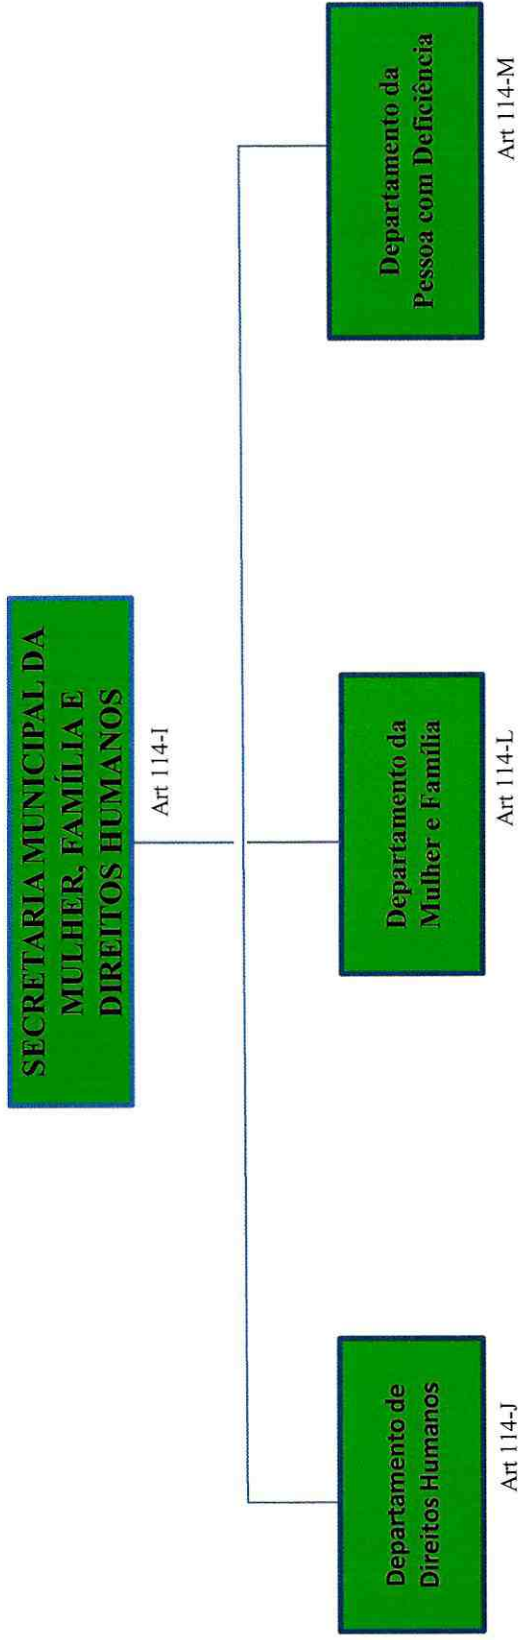 SECRETARIA MUNICIPAL DA
MULHER, FAMÍLIA E
DIREITOS HUMANOS
Art 114-I
Departamento de
Direitos Humanos
Art 114-J
Departamento da
Mulher e Família
Art 114-L
Departamento da
Pessoa com Deficiência
Art 114-M